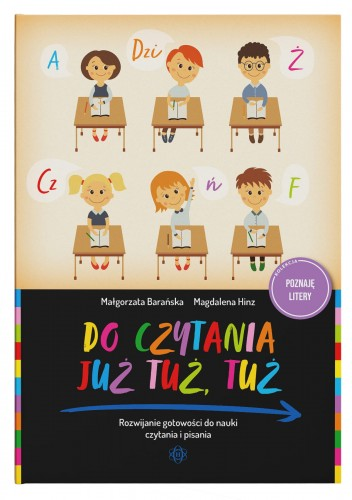 A
Dzi
Ż
Cz
ń
F
KOLEKCJA
POZNAJĘ
LITERY
Małgorzata Barańska Magdalena Hinz
DO CZYTANIA
JUŻ TUŻ, TUŻ
Rozwijanie gotowości do nauki
czytania i pisania
H